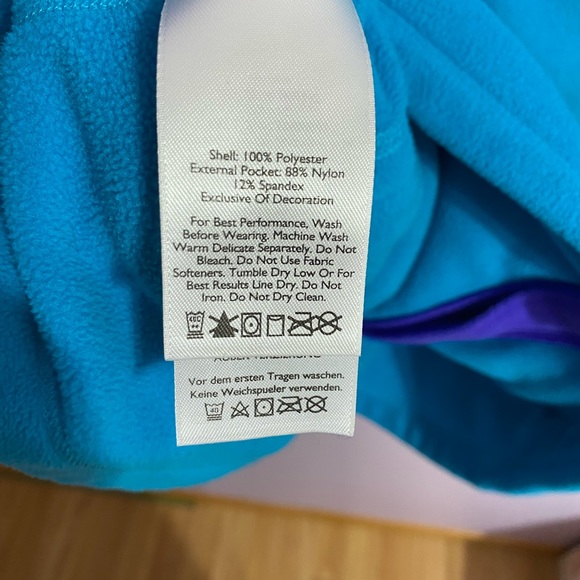 Shell: 100% Polyester
External Pocket: 88% Nylon
12% Spandex
Exclusive Of Decoration
For Best Performance, Wash
Before Wearing. Machine Wash
Warm Delicate Separately. Do Not
Bleach. Do Not Use Fabric
Softeners. Tumble Dry Low Or For
Best Results Line Dry. Do Not
Iron. Do Not Dry Clean.
40C
Vor dem ersten Tragen waschen.
Keine Weichspueler verwenden.
40